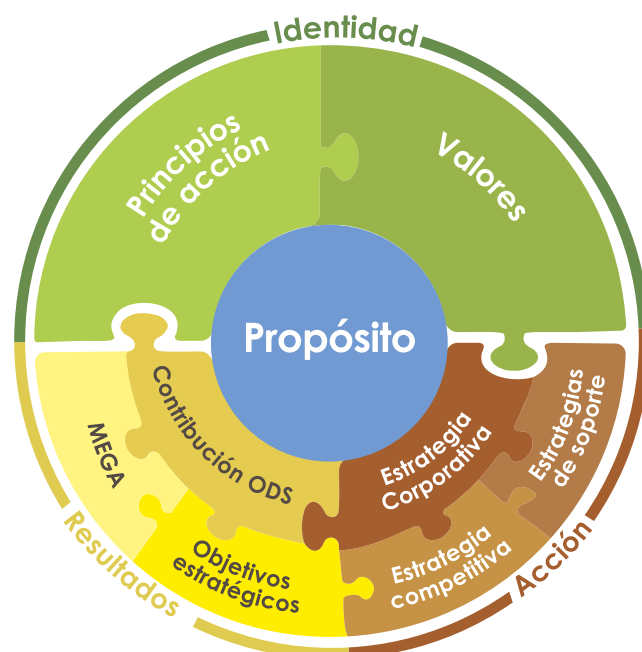 Identidad
Principios
de acción
Valores
Propósito
Contribución ODS
MEGA
Objetivos
estratégicos
Resultados
Estrategia
Corporativa
Estrategias
de soporte
Estrategia
competitiva
Acción